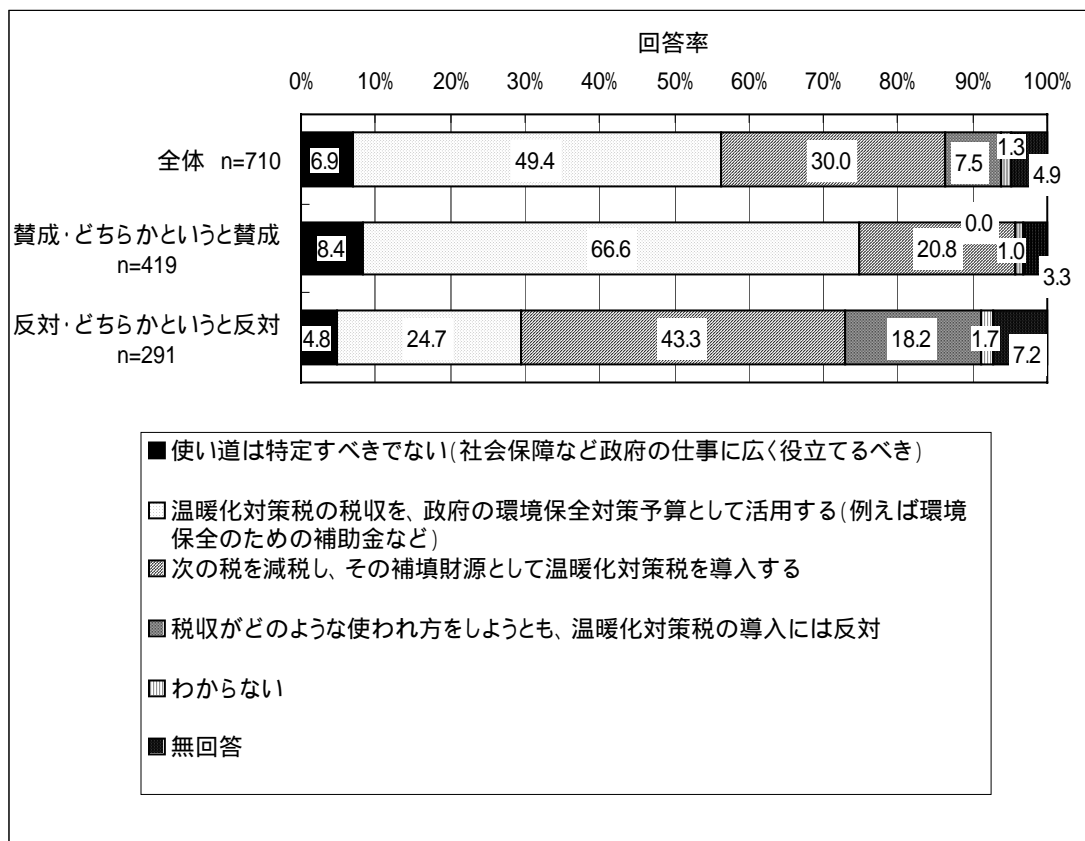 回答率
0% 10% 20% 30% 40% 50% 60% 70% 80% 90% 100%
全体 n=710
6.9 49.4 30.0 7.5 1.3 4.9
賛成・どちらかというと賛成
n=419
8.4 66.6 20.8 0.0 1.0 3.3
反対・どちらかというと反対
n=291
4.8 24.7 43.3 18.2 1.7 7.2
使い道は特定すべきでない(社会保障など政府の仕事に広く役立てるべき)
温暖化対策税の税収を、政府の環境保全対策予算として活用する(例えば環境
保全のための補助金など)
次の税を減税し、その補填財源として温暖化対策税を導入する
税収がどのような使われ方をしようとも、温暖化対策税の導入には反対
わからない
無回答